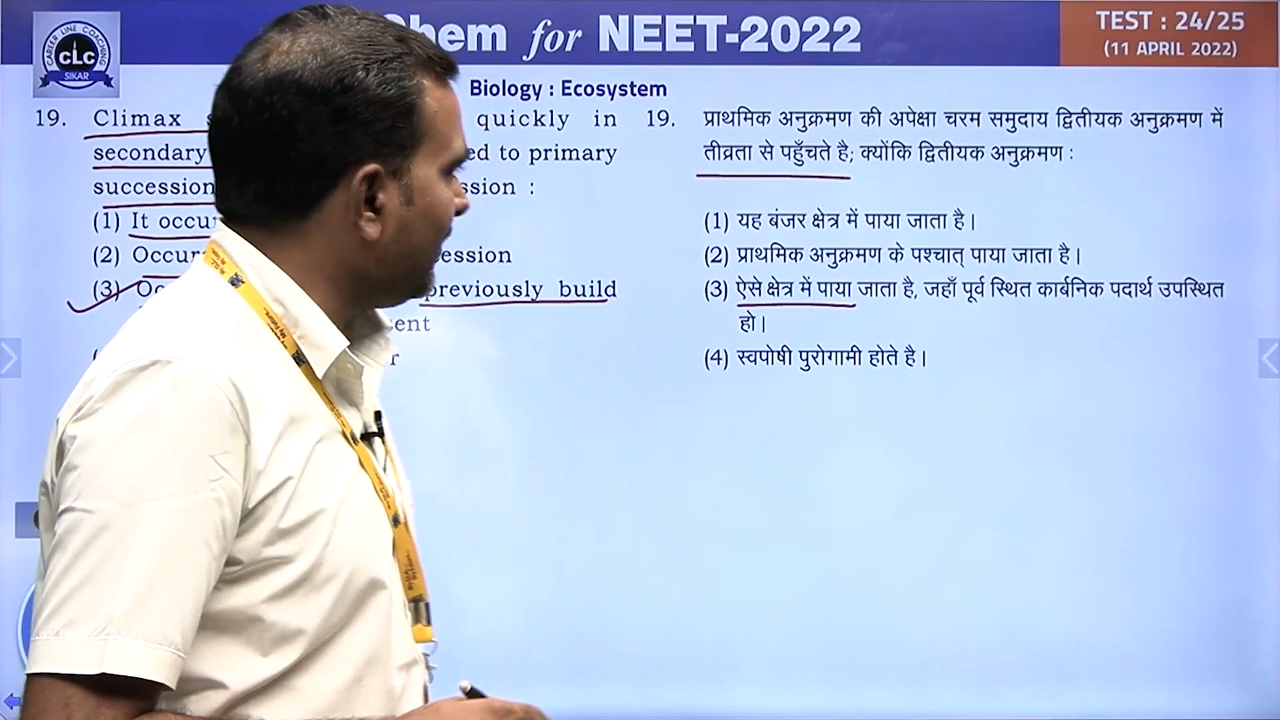 hem for NEET-2022
TEST : 24/25
(11 APRIL 2022)
CAREER LINE COACHING
CLC
SIKAR
Biology : Ecosystem
19. Climax quickly in
secondary ed to primary
succession ssion :
(1) It occu
(2) Occur ession
(3) Oc previously build
ent
r
19. प्राथमिक अनुक्रमण की अपेक्षा चरम समुदाय द्वितीयक अनुक्रमण में
तीव्रता से पहुँचते है; क्योंकि द्वितीयक अनुक्रमण :
(1) यह बंजर क्षेत्र में पाया जाता है।
(2) प्राथमिक अनुक्रमण के पश्चात् पाया जाता है।
(3) ऐसे क्षेत्र में पाया जाता है, जहाँ पूर्व स्थित कार्बनिक पदार्थ उपस्थित
हो।
(4) स्वपोषी पुरोगामी होते है।